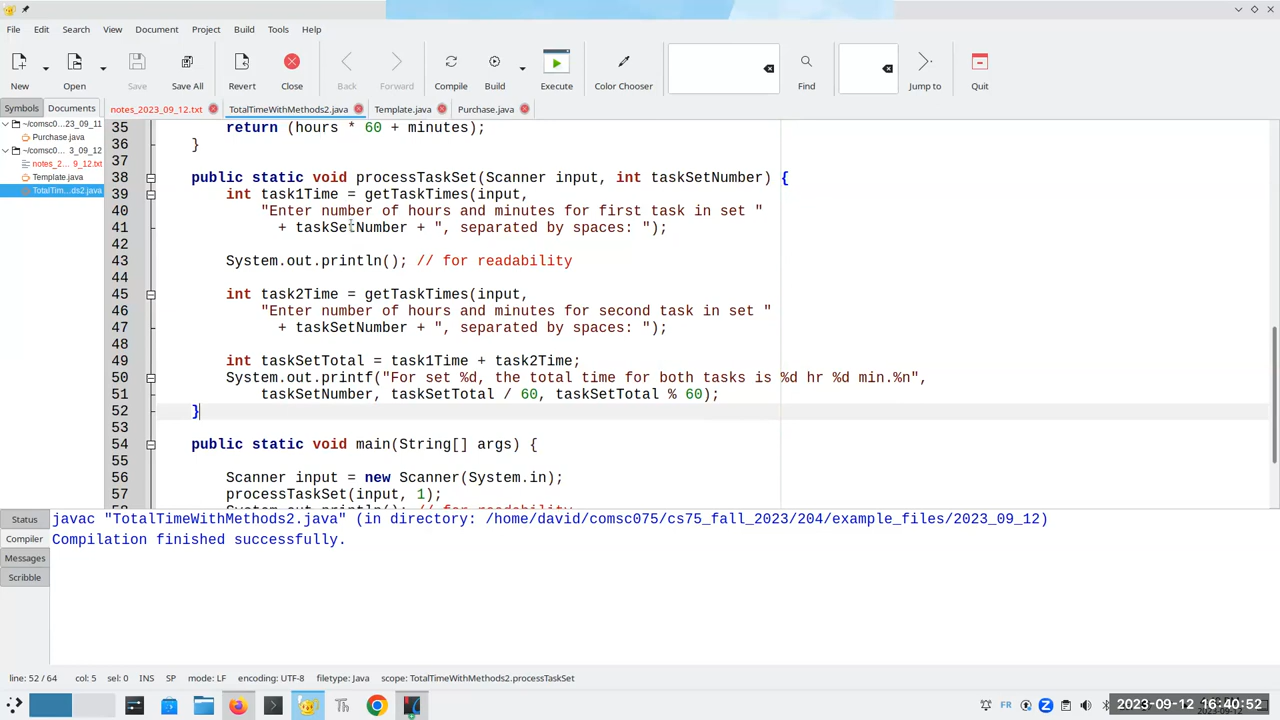 File Edit Search View Document Project Build Tools Help
New Open Save Save All Revert Close Back Forward Compile Build Execute Color Chooser Find Jump to Quit
Symbols Documents
notes_2023_09_12.txt TotalTimeWithMethods2.java Template.java Purchase.java
~/comsc0...23_09_11
Purchase.java
~/comsc0... 3_09_12
notes_2... 9_12.txt
Template.java
TotalTim...ds2.java
35 return (hours * 60 + minutes);
36 }
37
38 public static void processTaskSet(Scanner input, int taskSetNumber) {
39 int task1Time = getTaskTimes(input,
40 "Enter number of hours and minutes for first task in set "
41 + taskSetNumber + ", separated by spaces: ");
42
43 System.out.println(); // for readability
44
45 int task2Time = getTaskTimes(input,
46 "Enter number of hours and minutes for second task in set "
47 + taskSetNumber + ", separated by spaces: ");
48
49 int taskSetTotal = task1Time + task2Time;
50 System.out.printf("For set %d, the total time for both tasks is %d hr %d min.%n",
51 taskSetNumber, taskSetTotal / 60, taskSetTotal % 60);
52 }
53
54 public static void main(String[] args) {
55
56 Scanner input = new Scanner(System.in);
57 processTaskSet(input, 1);
58 System.out.println(); // for readability
Status
Compiler
Messages
Scribble
javac "TotalTimeWithMethods2.java" (in directory: /home/david/comsc075/cs75_fall_2023/204/example_files/2023_09_12)
Compilation finished successfully.
line: 52 / 64 col: 5 sel: 0 INS SP mode: LF encoding: UTF-8 filetype: Java scope: TotalTimeWithMethods2.processTaskSet
FR
2023-09-12 16:40:52